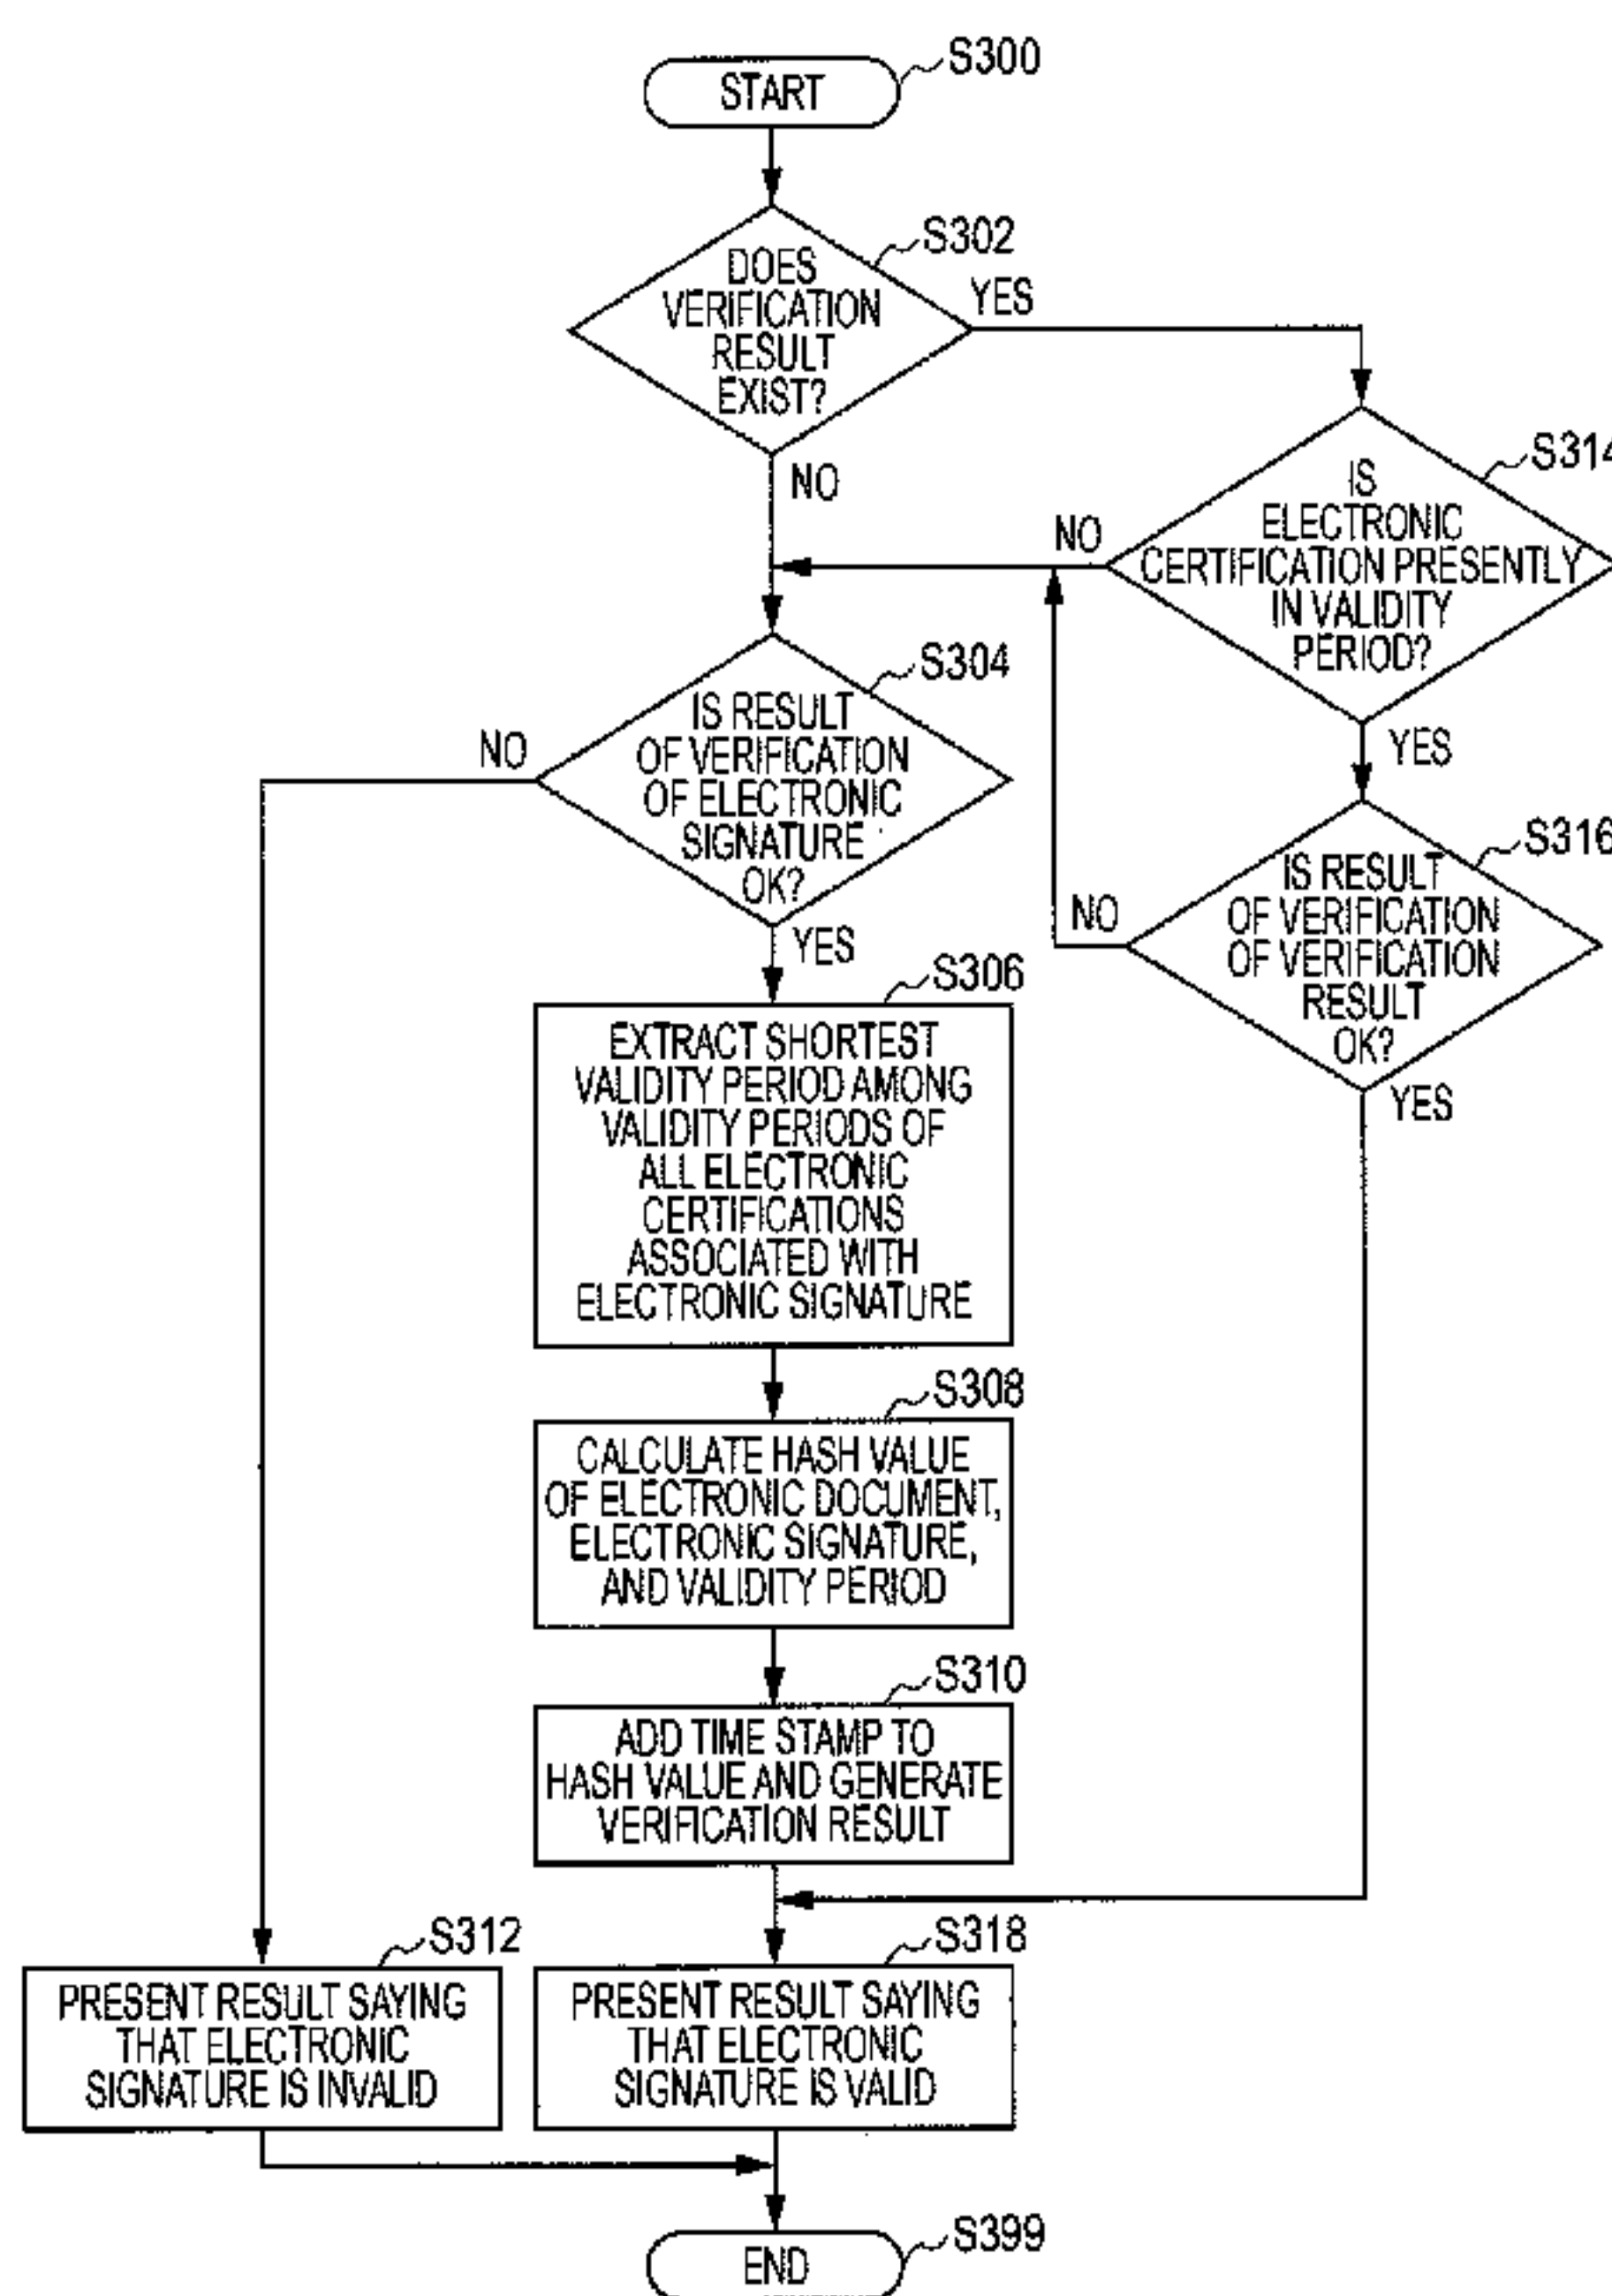 S300
START
S302
DOES
VERIFICATION
RESULT
EXIST?
YES
NO
S314
IS
ELECTRONIC
CERTIFICATION PRESENTLY
IN VALIDITY
PERIOD?
NO
YES
S304
IS RESULT
OF VERIFICATION
OF ELECTRONIC
SIGNATURE
OK?
NO
YES
S316
IS RESULT
OF VERIFICATION
OF VERIFICATION
RESULT
OK?
NO
YES
S306
EXTRACT SHORTEST
VALIDITY PERIOD AMONG
VALIDITY PERIODS OF
ALL ELECTRONIC
CERTIFICATIONS
ASSOCIATED WITH
ELECTRONIC SIGNATURE
S308
CALCULATE HASH VALUE
OF ELECTRONIC DOCUMENT,
ELECTRONIC SIGNATURE,
AND VALIDITY PERIOD
S310
ADD TIME STAMP TO
HASH VALUE AND GENERATE
VERIFICATION RESULT
S312
PRESENT RESULT SAYING
THAT ELECTRONIC
SIGNATURE IS INVALID
S318
PRESENT RESULT SAYING
THAT ELECTRONIC
SIGNATURE IS VALID
S399
END